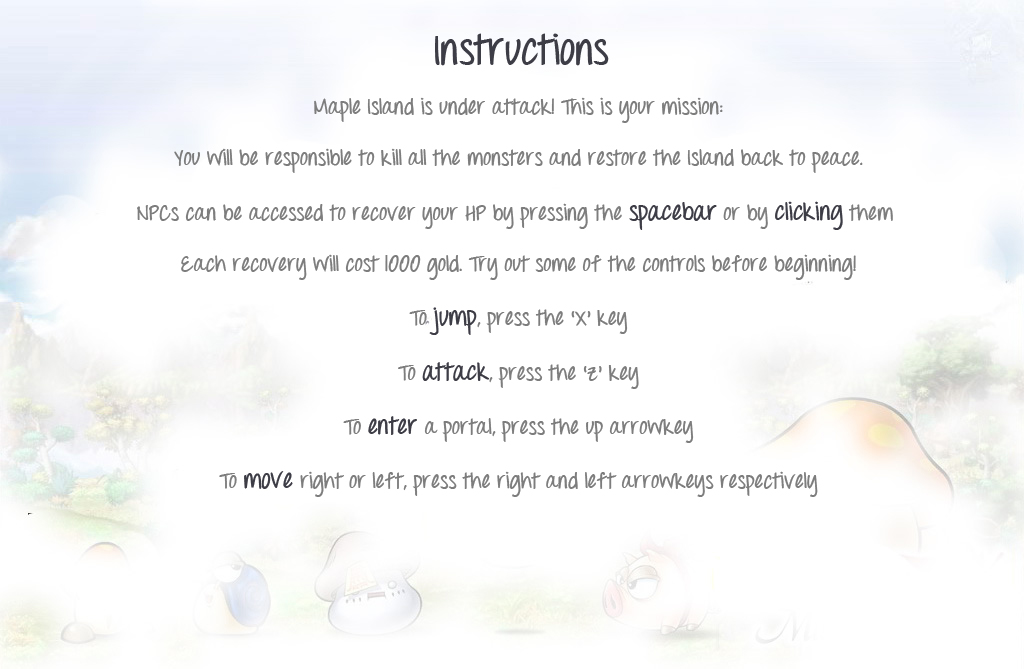 Instructions
Maple Island is under attack! This is your mission:
You will be responsible to kill all the monsters and restore the Island back to peace.
NPCs can be accessed to recover your HP by pressing the spacebar or by clicking them
Each recovery will cost 1000 gold. Try out some of the controls before beginning!
To jump, press the 'X' key
To attack, press the 'z' key
To enter a portal, press the up arrowkey
To move right or left, press the right and left arrowkeys respectively